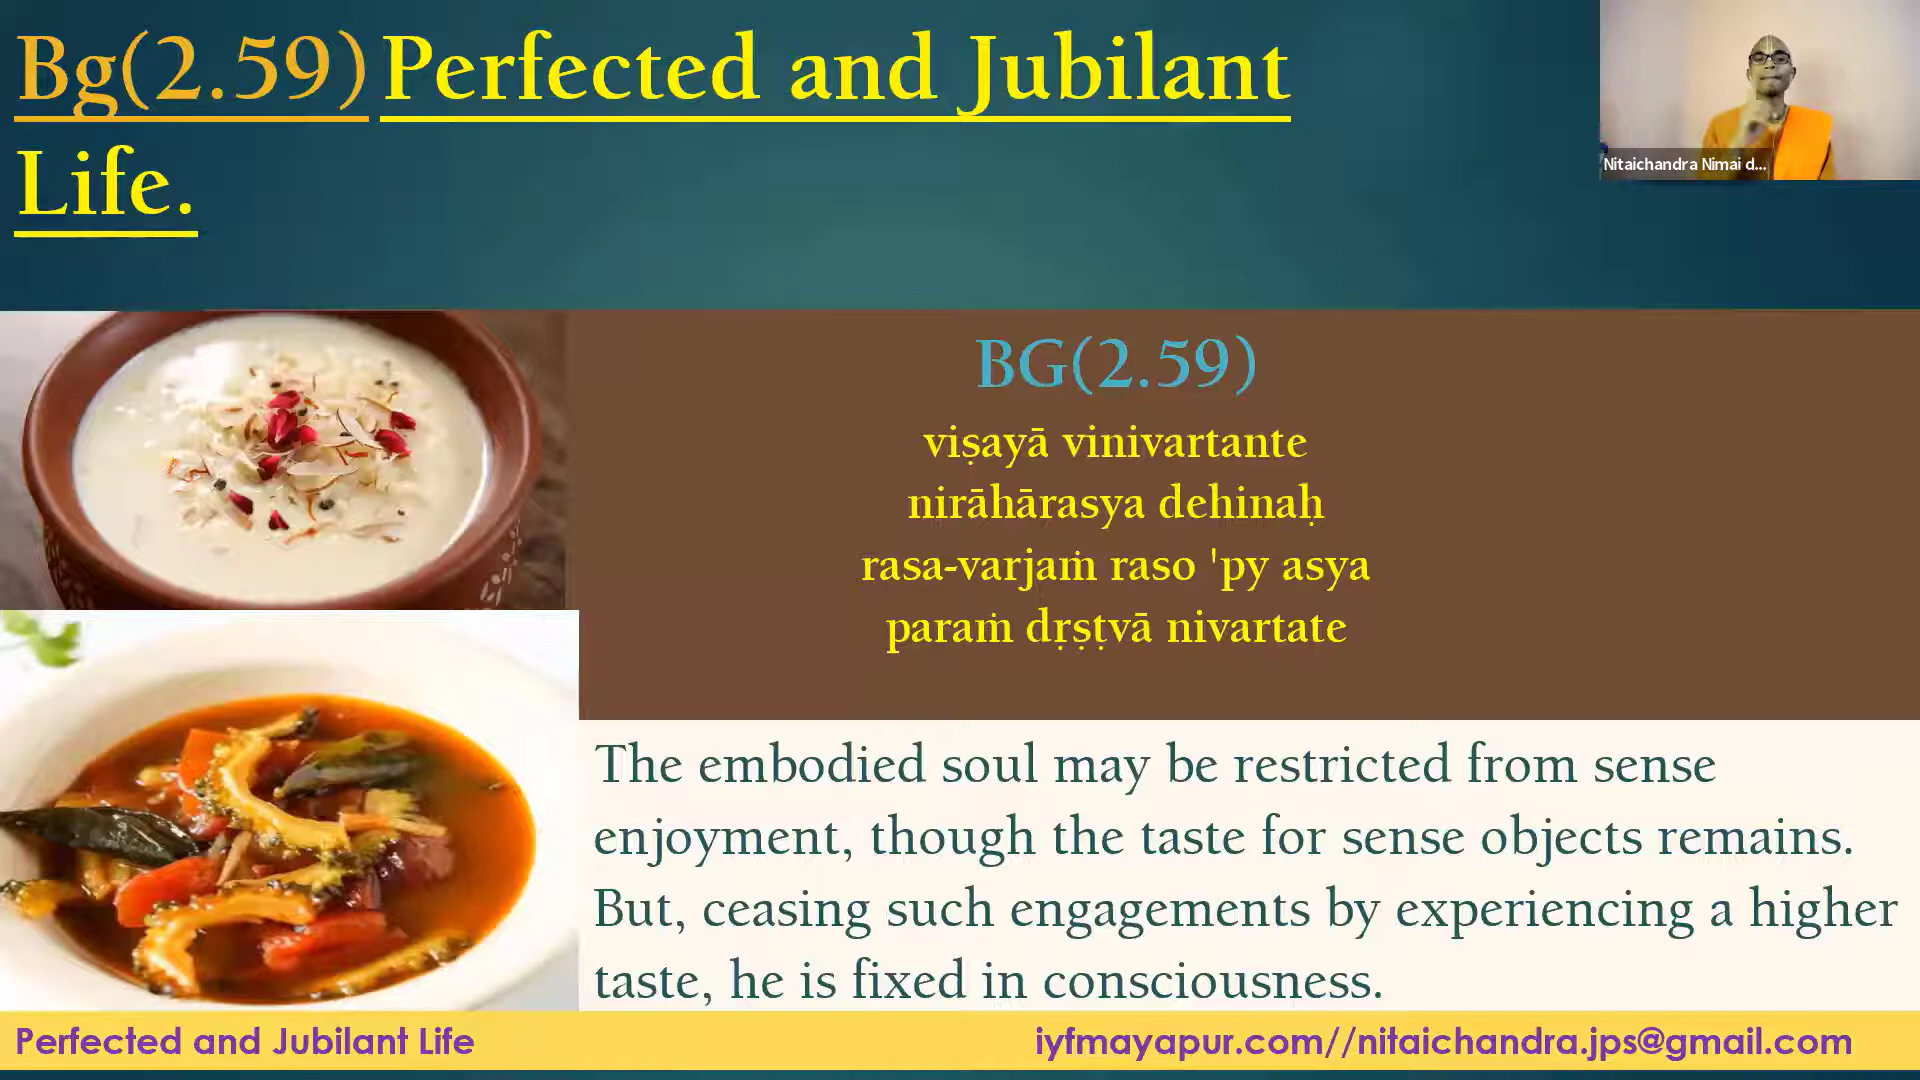 Bg(2.59) Perfected and Jubilant
Life.
Nitaichandra Nimai d...
BG(2.59)
viṣayā vinivartante
nirāhārasya dehinaḥ
rasa-varjaṁ raso 'py asya
paraṁ dṛṣṭvā nivartate
The embodied soul may be restricted from sense
enjoyment, though the taste for sense objects remains.
But, ceasing such engagements by experiencing a higher
taste, he is fixed in consciousness.
Perfected and Jubilant Life
iyfmayapur.com//nitaichandra.jps@gmail.com